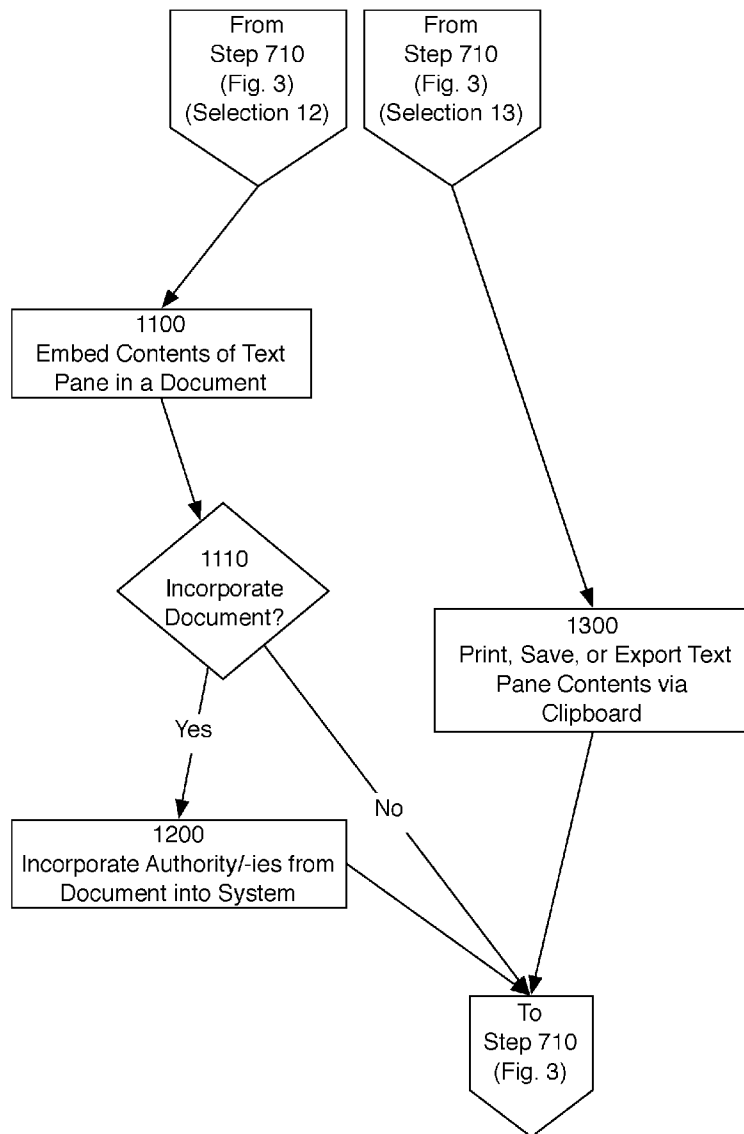 From
Step 710
(Fig. 3)
(Selection 12)
From
Step 710
(Fig. 3)
(Selection 13)
1100
Embed Contents of Text
Pane in a Document
1110
Incorporate
Document?
1300
Print, Save, or Export Text
Pane Contents via
Clipboard
Yes
No
1200
Incorporate Authority/-ies from
Document into System
To
Step 710
(Fig. 3)